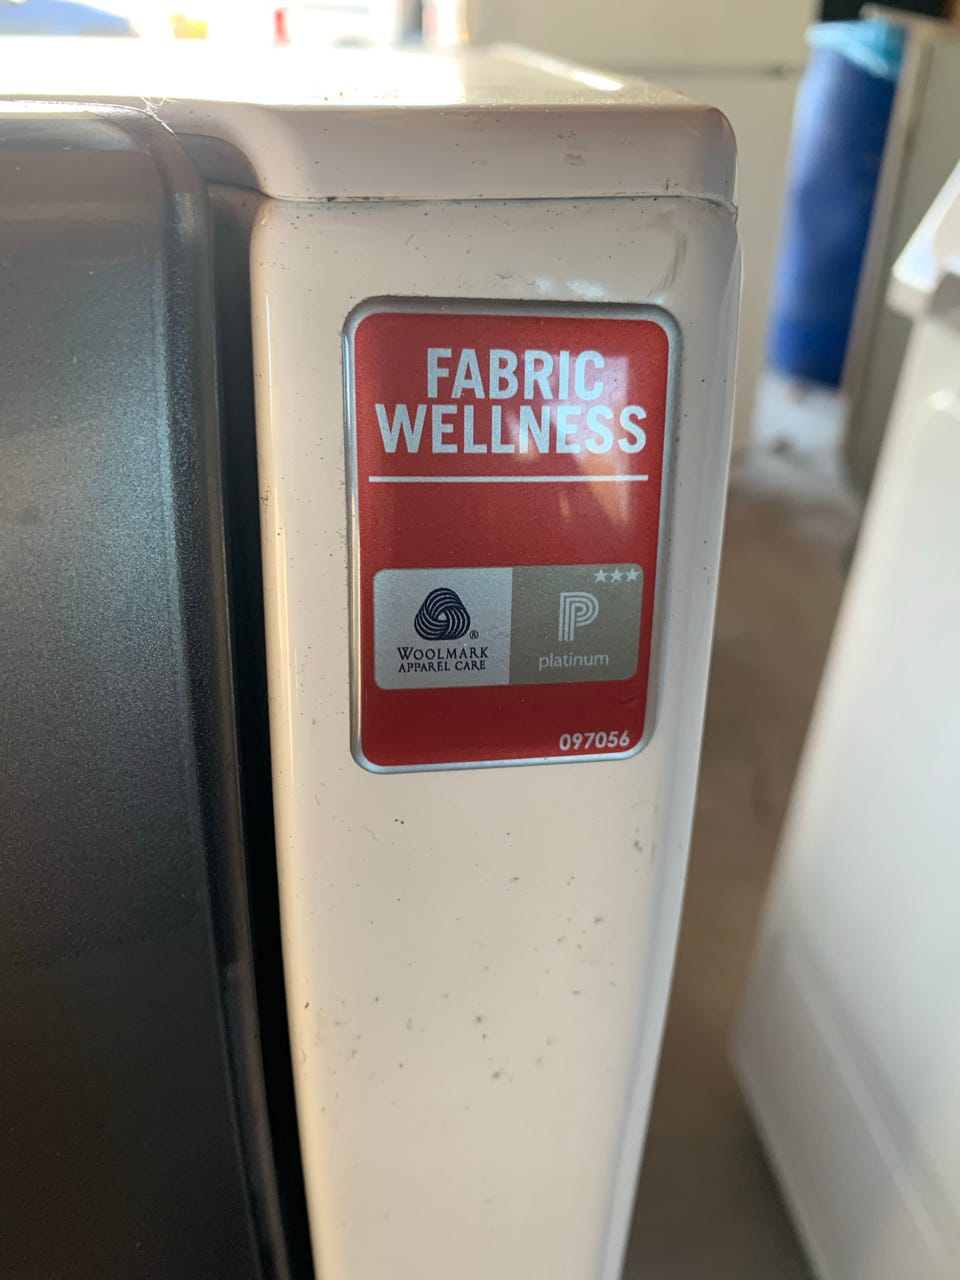 FABRIC
WELLNESS
★★★
WOOLMARK®
APPAREL CARE
P
platinum
097056